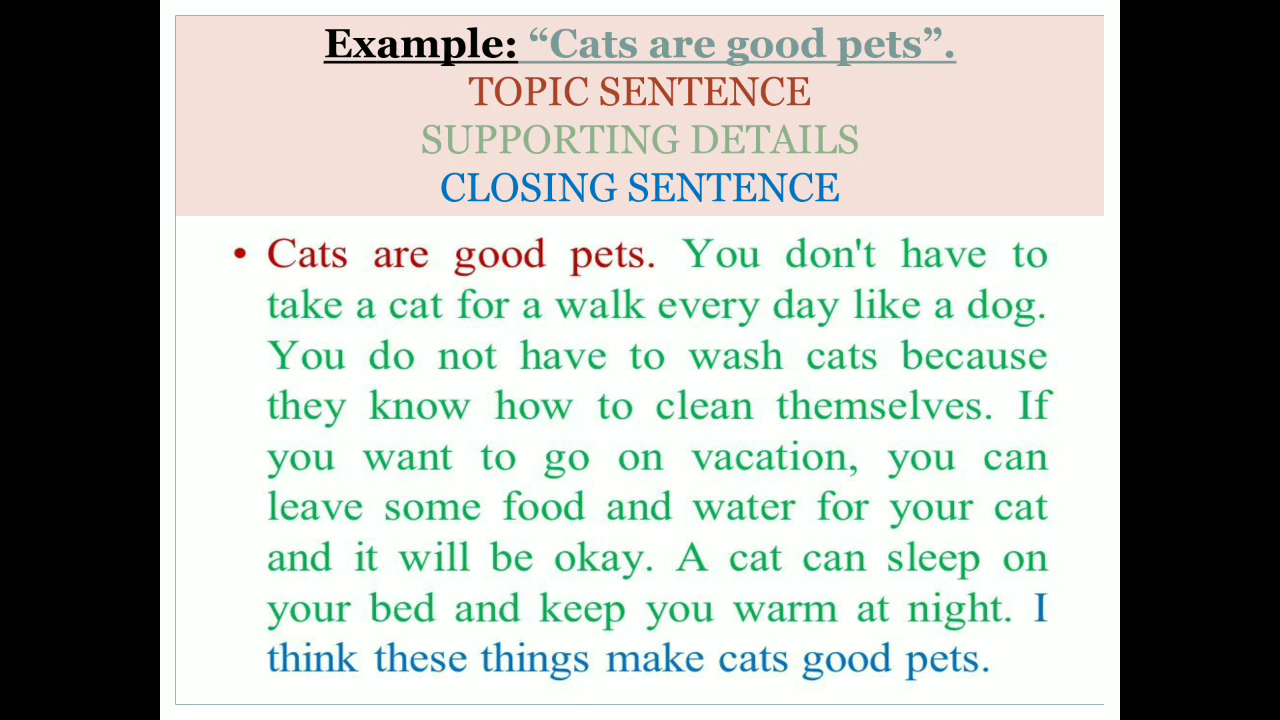 Example: “Cats are good pets”.
TOPIC SENTENCE
SUPPORTING DETAILS
CLOSING SENTENCE
• Cats are good pets. You don't have to
take a cat for a walk every day like a dog.
You do not have to wash cats because
they know how to clean themselves. If
you want to go on vacation, you can
leave some food and water for your cat
and it will be okay. A cat can sleep on
your bed and keep you warm at night. I
think these things make cats good pets.